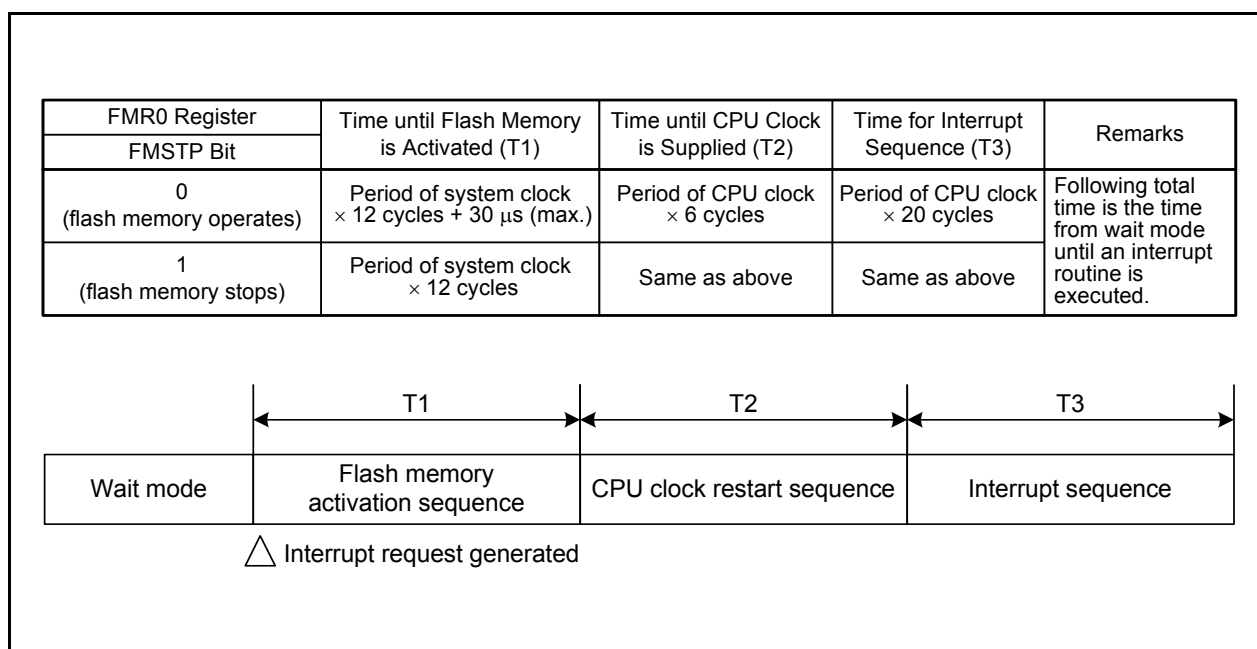 FMR0 Register
FMSTP Bit
Time until Flash Memory
is Activated (T1)
Time until CPU Clock
is Supplied (T2)
Time for Interrupt
Sequence (T3)
Remarks
0
(flash memory operates)
Period of system clock
× 12 cycles + 30 μs (max.)
Period of CPU clock
× 6 cycles
Period of CPU clock
× 20 cycles
Following total
time is the time
from wait mode
until an interrupt
routine is
executed.
1
(flash memory stops)
Period of system clock
× 12 cycles
Same as above
Same as above
T1
T2
T3
Wait mode
Flash memory
activation sequence
CPU clock restart sequence
Interrupt sequence
Interrupt request generated